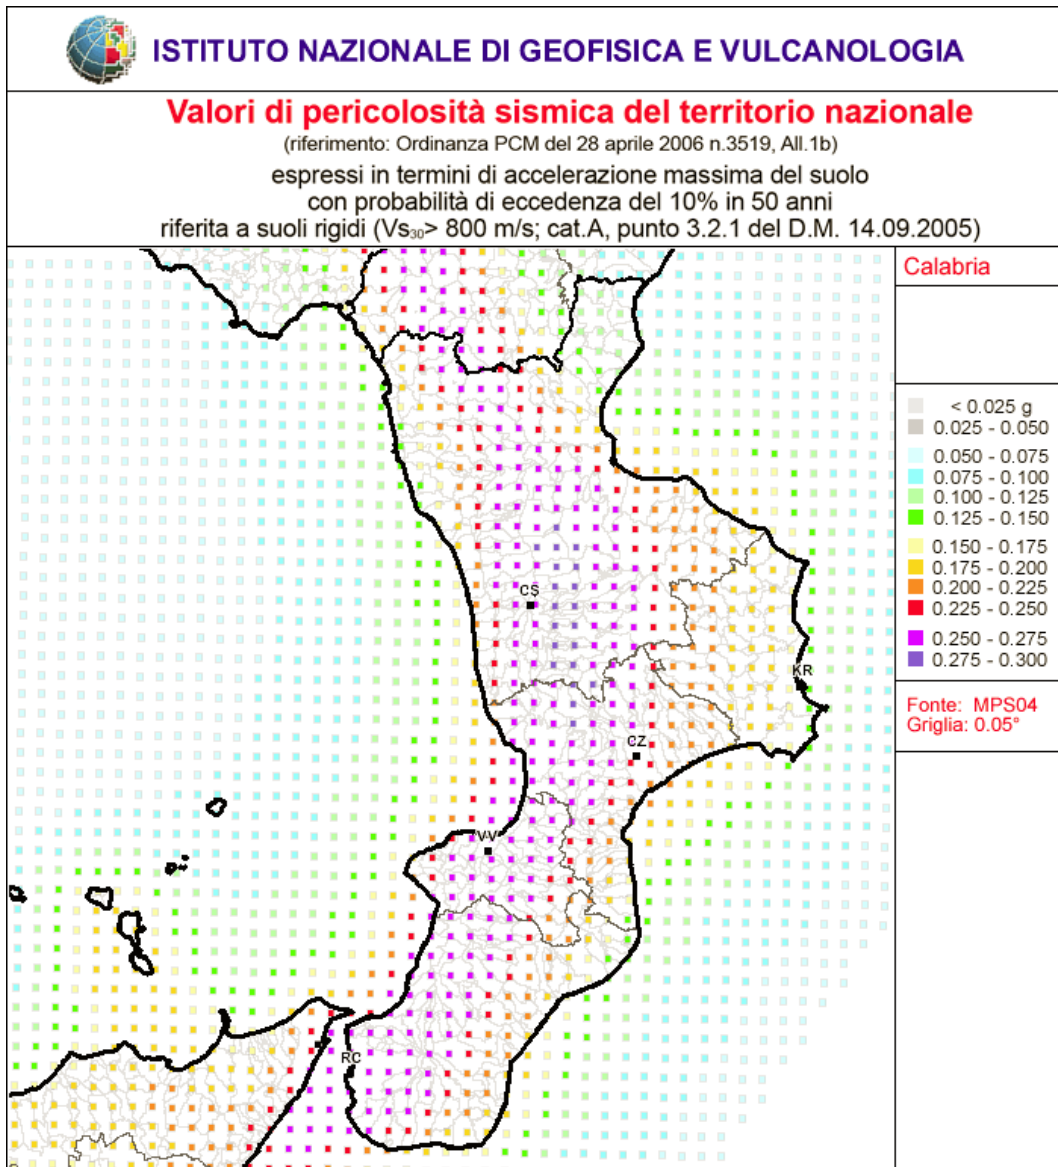 ISTITUTO NAZIONALE DI GEOFISICA E VULCANOLOGIA
Valori di pericolosità sismica del territorio nazionale
(riferimento: Ordinanza PCM del 28 aprile 2006 n.3519, All.1b)
espressi in termini di accelerazione massima del suolo
con probabilità di eccedenza del 10% in 50 anni
riferita a suoli rigidi (Vs₃₀> 800 m/s; cat.A, punto 3.2.1 del D.M. 14.09.2005)
Calabria
< 0.025 g
0.025 - 0.050
0.050 - 0.075
0.075 - 0.100
0.100 - 0.125
0.125 - 0.150
0.150 - 0.175
0.175 - 0.200
0.200 - 0.225
0.225 - 0.250
0.250 - 0.275
0.275 - 0.300
Fonte: MPS04
Griglia: 0.05°
CS
KR
CZ
VV
RC